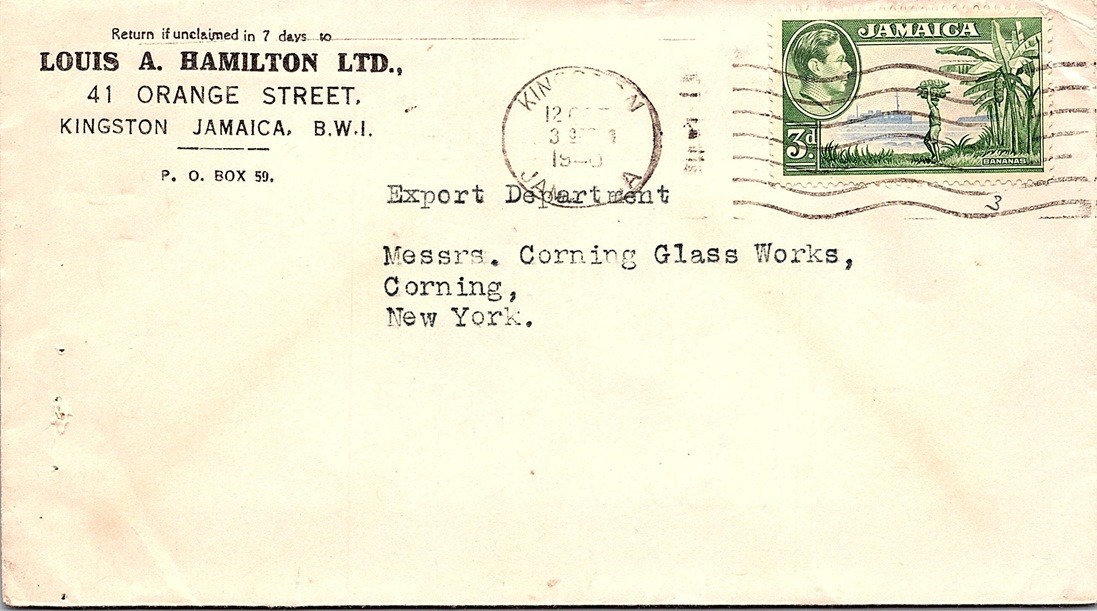 Return if unclaimed in 7 days to
LOUIS A. HAMILTON LTD.,
41 ORANGE STREET,
KINGSTON JAMAICA, B.W.I.
P. O. BOX 59,
JAMAICA
3d
BANANAS
3
Export Department
Messrs. Corning Glass Works,
Corning,
New York.